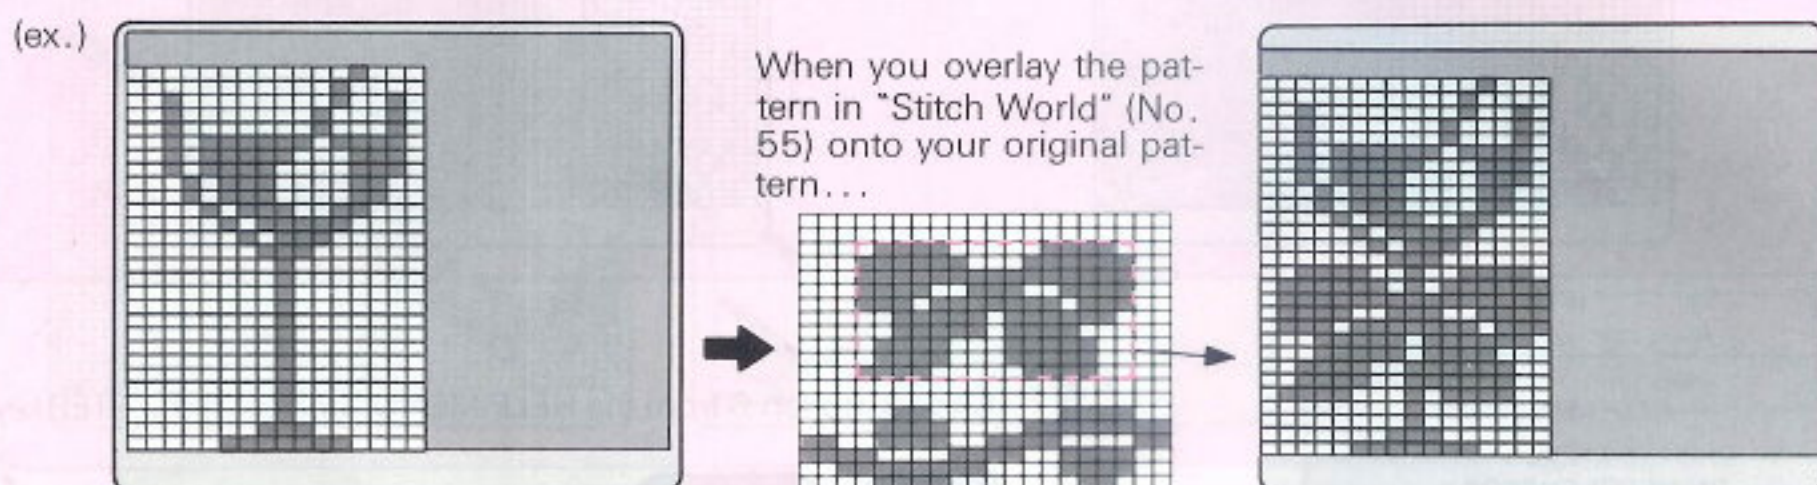 (ex.)
When you overlay the pat-
tern in "Stitch World" (No.
55) onto your original pat-
tern...